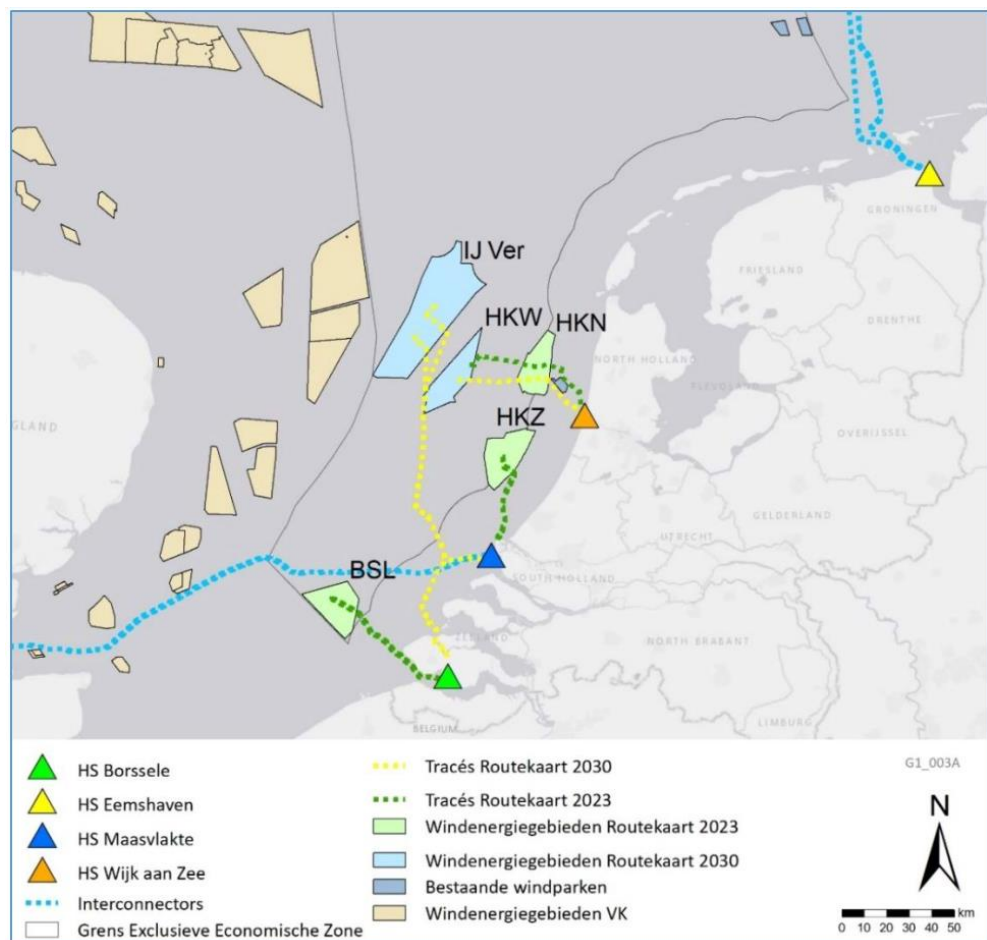 GRONINGEN
IJ Ver
FRIESLAND
DRENTHE
HKW
HKN
NORTH HOLLAND
FLEVOLAND
HKZ
OVERIJSSEL
GLAND
GELDERLAND
UTRECHT
SOUTH HOLLAND
BSL
ZEELAND
NORTH BRABANT
LIMBURG
BELGIUM
HS Borssele
HS Eemshaven
HS Maasvlakte
HS Wijk aan Zee
Interconnectors
Grens Exclusieve Economische Zone
Tracés Routekaart 2030
Tracés Routekaart 2023
Windenergiegebieden Routekaart 2023
Windenergiegebieden Routekaart 2030
Bestaande windparken
Windenergiegebieden VK
G1_003A
N
km
0 10 20 30 40 50